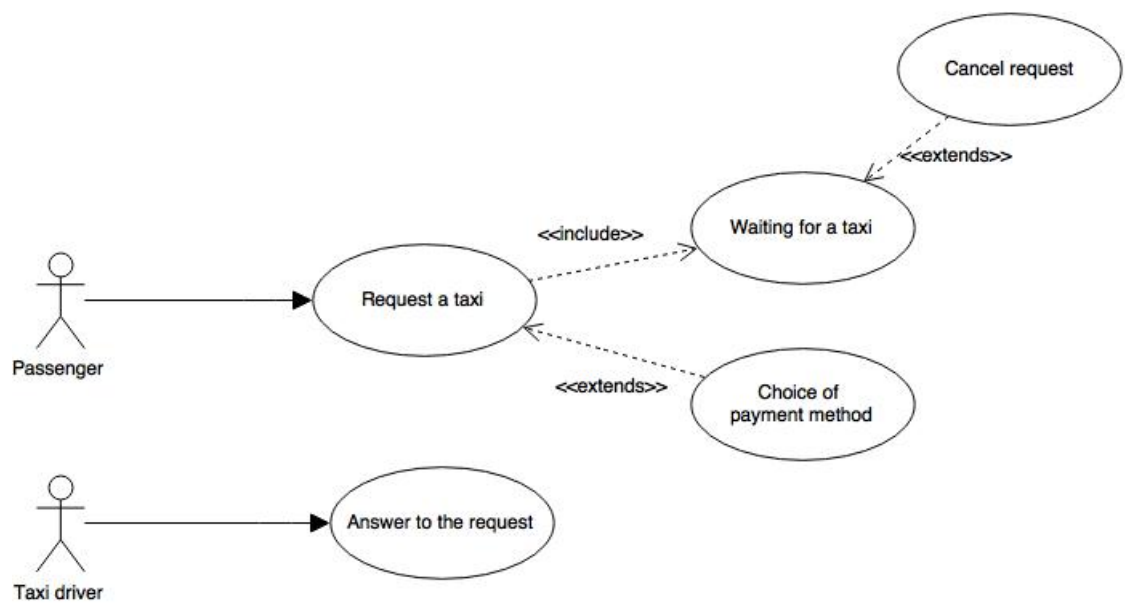 Cancel request
<<extends>>
Waiting for a taxi
<<include>>
Request a taxi
Passenger
<<extends>>
Choice of
payment method
Answer to the request
Taxi driver